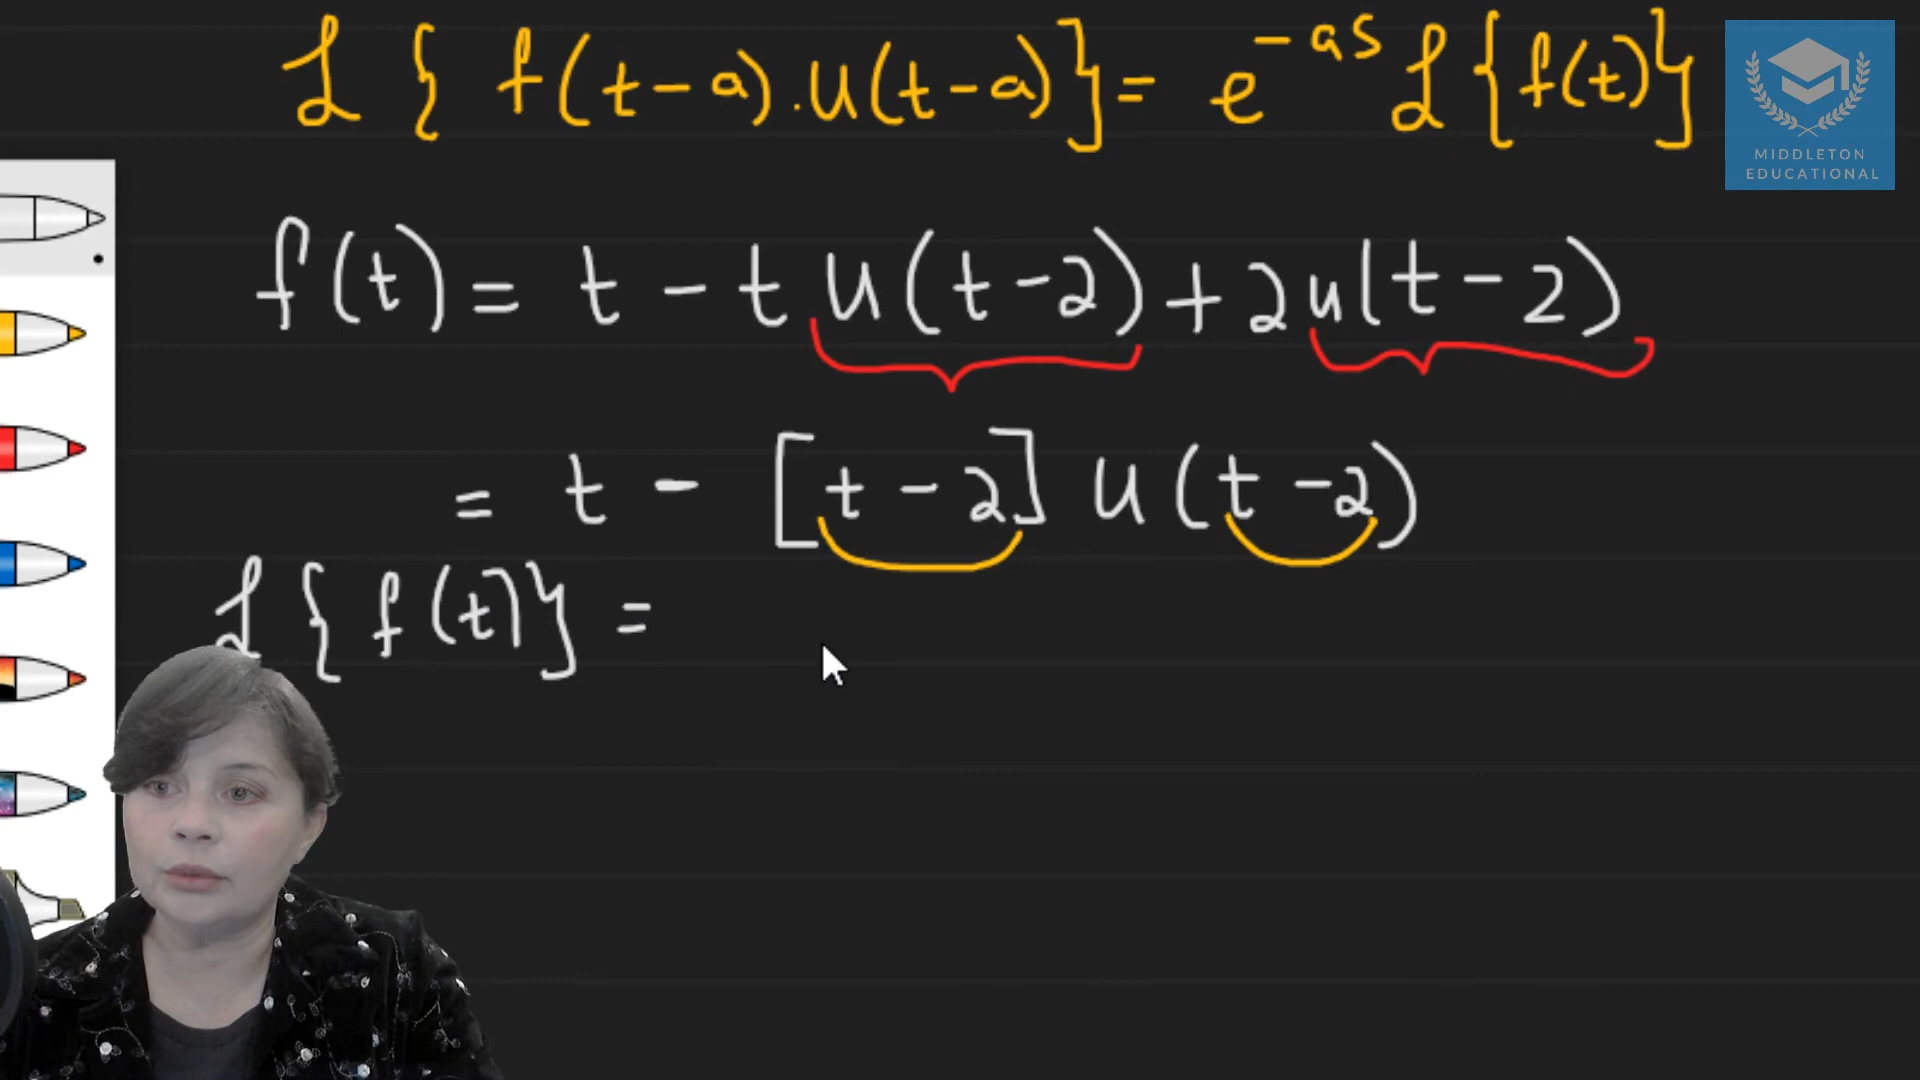 ℒ { f(t-a).u(t-a)} = e^{-as} ℒ {f(t)}
MIDDLETON
EDUCATIONAL
f(t) = t - t u(t-2) + 2u(t-2)
= t - [t-2] u(t-2)
ℒ { f(t)} =